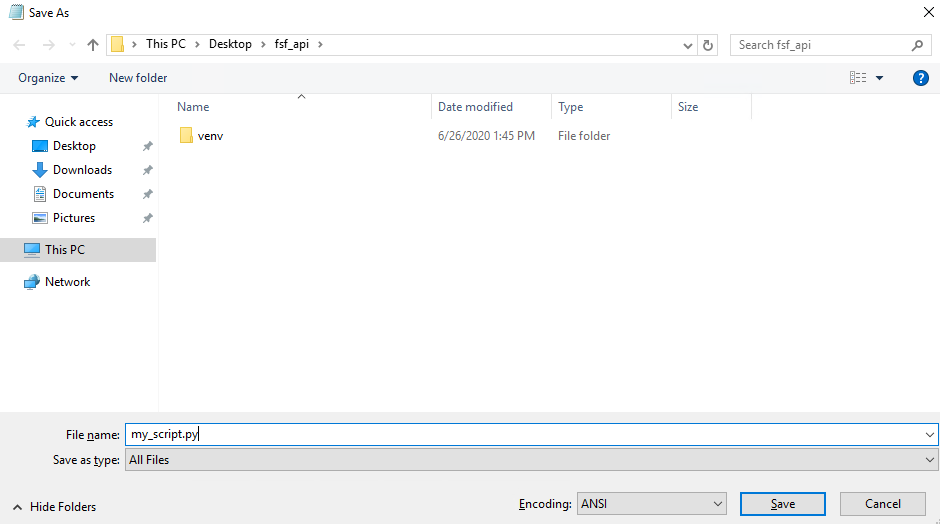 Save As
This PC Desktop fsf_api Search fsf_api
Organize New folder
Name Date modified Type Size
Quick access
venv 6/26/2020 1:45 PM File folder
Desktop
Downloads
Documents
Pictures
This PC
Network
File name: my_script.py
Save as type: All Files
Hide Folders Encoding: ANSI Save Cancel